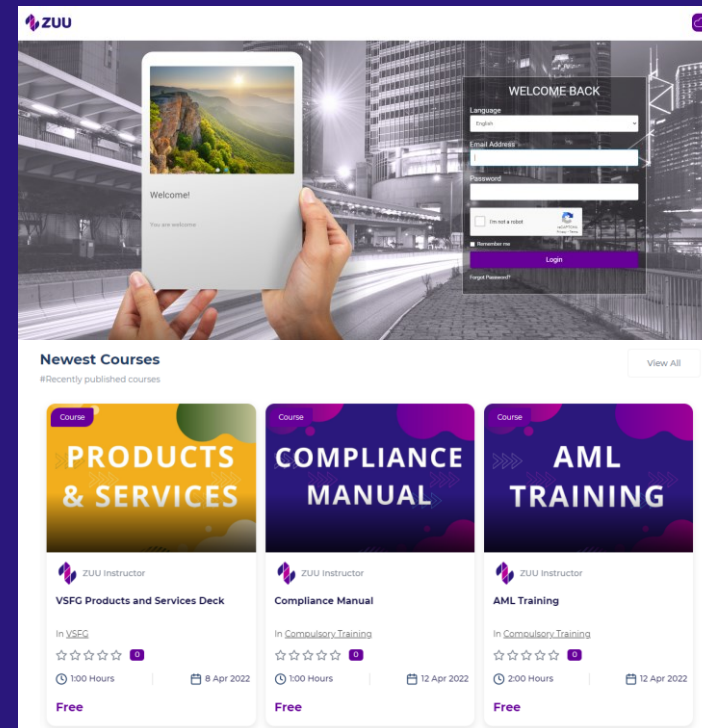 ZUU
WELCOME BACK
Language
English
Email Address
Password
I'm not a robot
reCAPTCHA
Privacy - Terms
Remember me
Login
Forgot Password?
Welcome!
You are welcome
Newest Courses
#Recently published courses
View All
Course
PRODUCTS
& SERVICES
ZUU Instructor
VSFG Products and Services Deck
In VSFG
0
1:00 Hours
8 Apr 2022
Free
Course
COMPLIANCE
MANUAL
ZUU Instructor
Compliance Manual
In Compulsory Training
0
1:00 Hours
12 Apr 2022
Free
Course
AML
TRAINING
ZUU Instructor
AML Training
In Compulsory Training
0
2:00 Hours
12 Apr 2022
Free